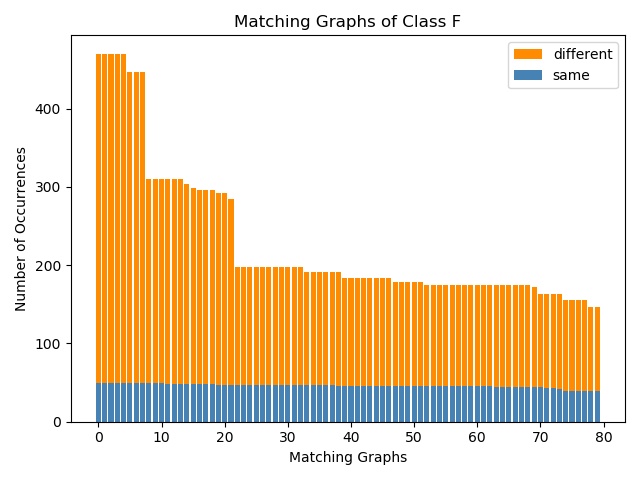 Matching Graphs of Class F
different
same
Number of Occurrences
400
300
200
100
0
0 10 20 30 40 50 60 70 80
Matching Graphs